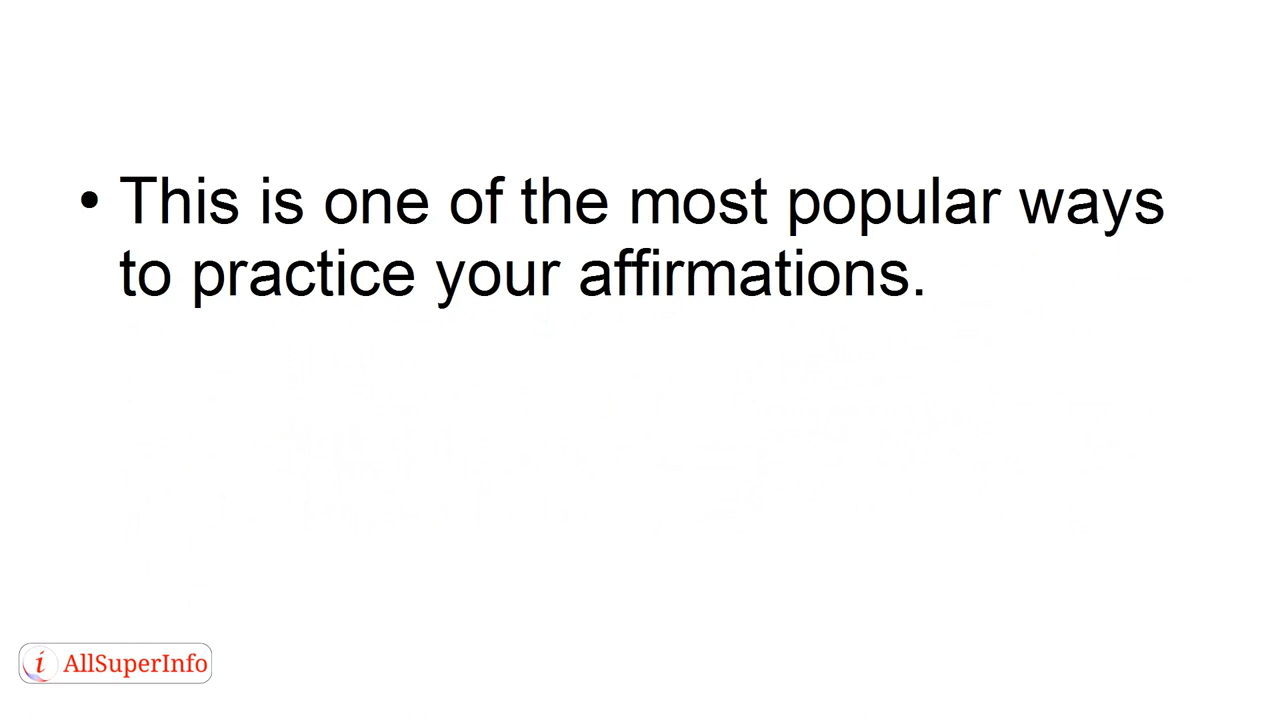 • This is one of the most popular ways
to practice your affirmations.
i AllSuperInfo